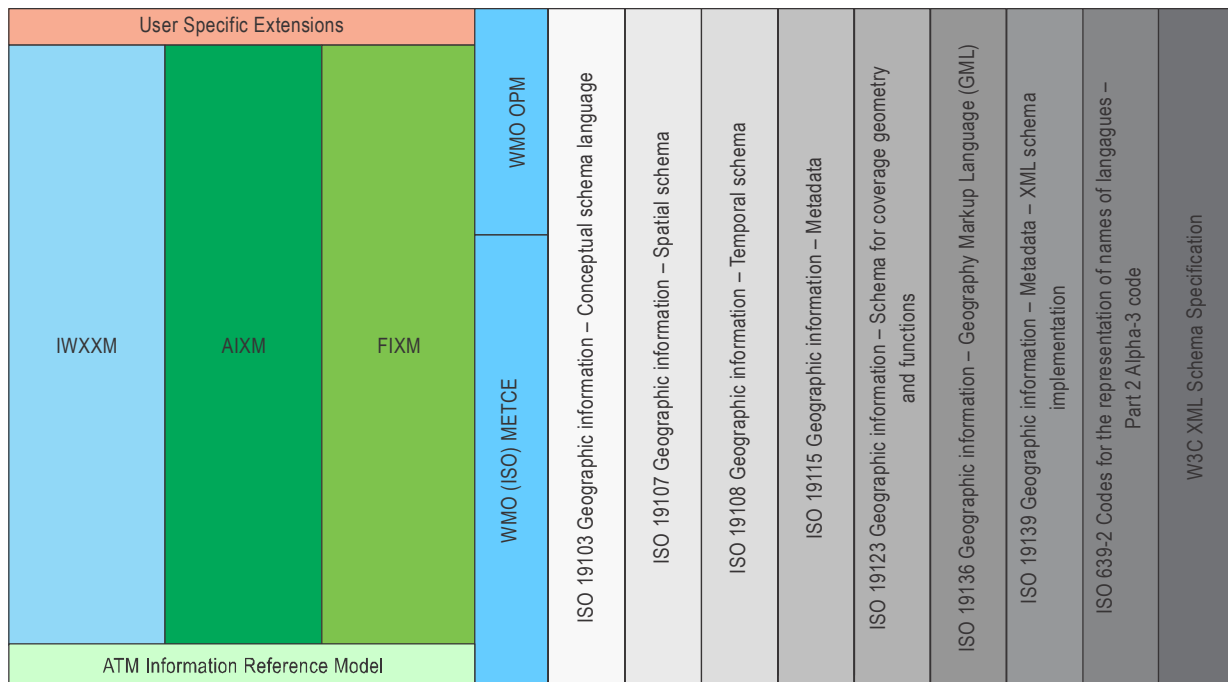 User Specific Extensions
IWXXM
AIXM
FIXM
ATM Information Reference Model
WMO OPM
WMO (ISO) METCE
ISO 19103 Geographic information – Conceptual schema language
ISO 19107 Geographic information – Spatial schema
ISO 19108 Geographic information – Temporal schema
ISO 19115 Geographic information – Metadata
ISO 19123 Geographic information – Schema for coverage geometry
and functions
ISO 19136 Geographic information – Geography Markup Language (GML)
ISO 19139 Geographic information – Metadata – XML schema
implementation
ISO 639-2 Codes for the representation of names of langagues –
Part 2 Alpha-3 code
W3C XML Schema Specification